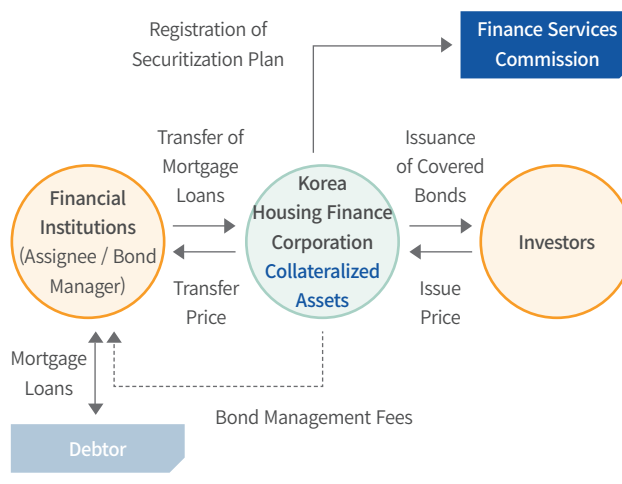 Registration of
Securitization Plan
Finance Services
Commission
Transfer of
Mortgage
Loans
Issuance
of Covered
Bonds
Financial
Institutions
(Assignee / Bond
Manager)
Korea
Housing Finance
Corporation
Collateralized
Assets
Investors
Transfer
Price
Issue
Price
Mortgage
Loans
Bond Management Fees
Debtor